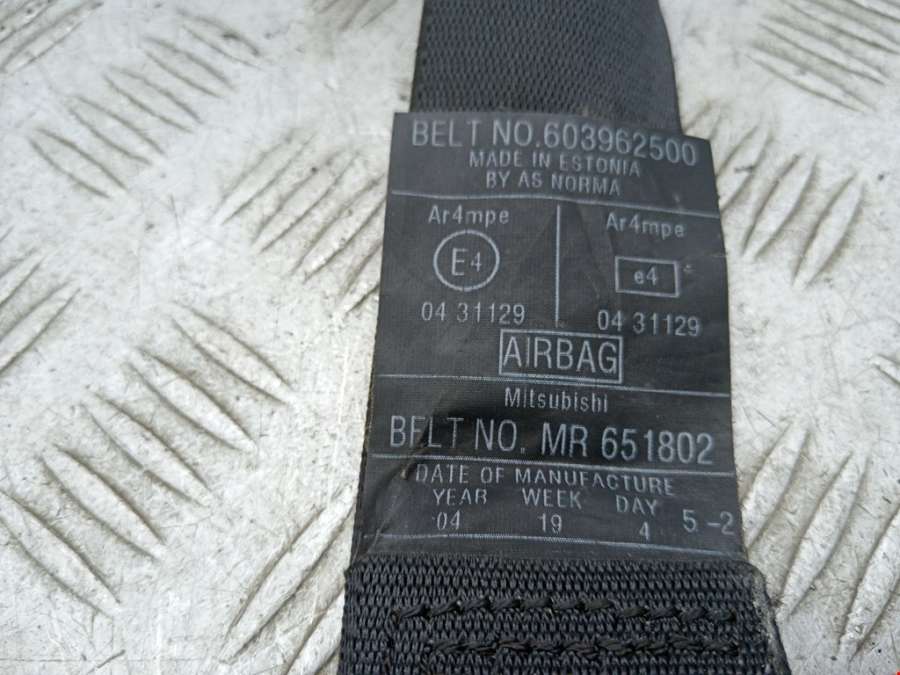 BELT NO.603962500
MADE IN ESTONIA
BY AS NORMA
Ar4mpe Ar4mpe
E4 e4
04 31129 04 31129
AIRBAG
Mitsubishi
BELT NO. MR 651802
DATE OF MANUFACTURE
YEAR WEEK DAY
04 19 4 5-2